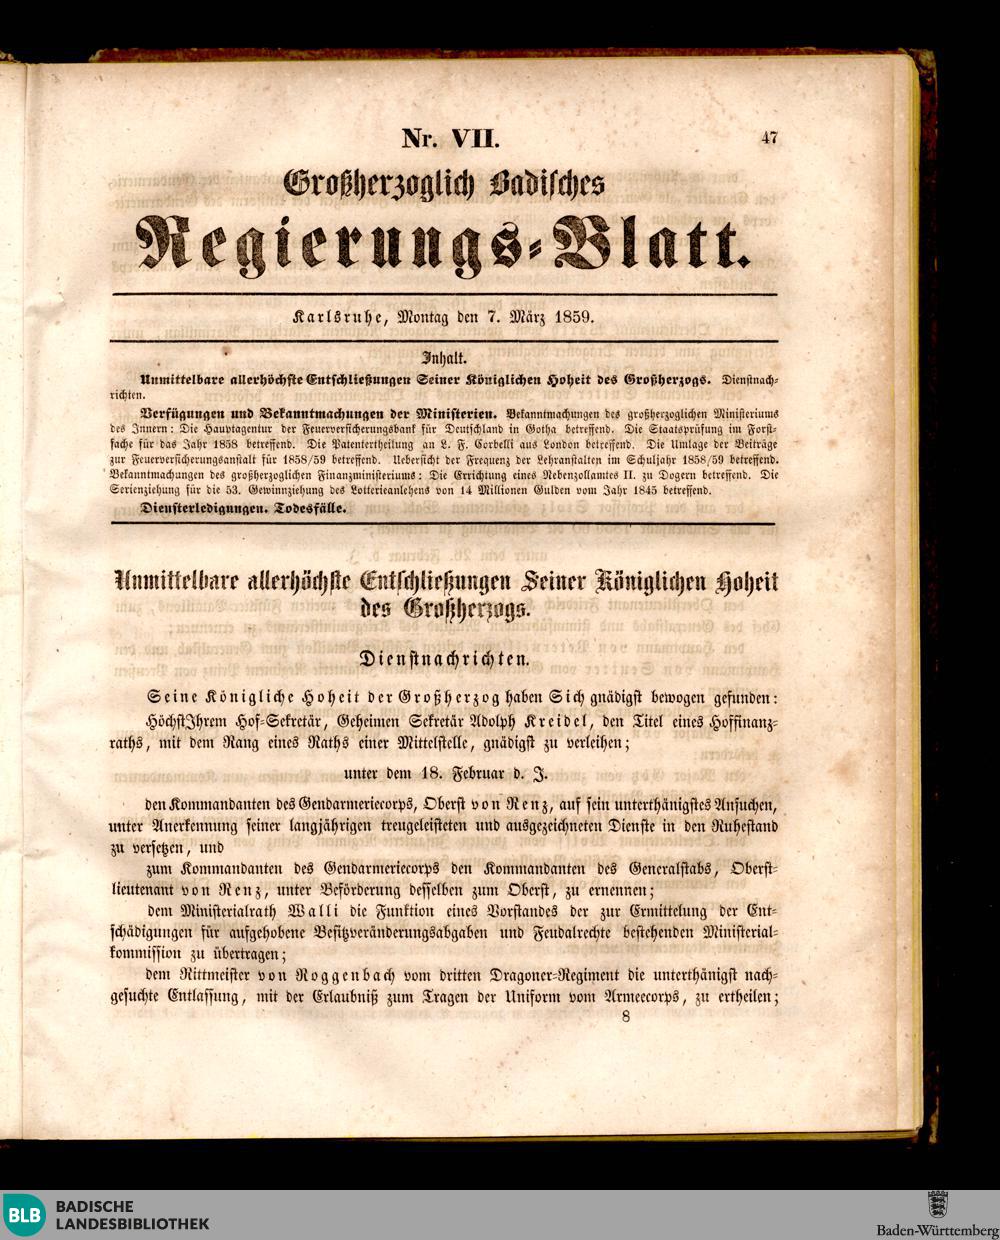 Nr. VII.
47
Großherzoglich Badisches
Regierungs-Blatt.
Karlsruhe, Montag den 7. März 1859.
Inhalt.
Unmittelbare allerhöchste Entschließungen Seiner Königlichen Hoheit des Großherzogs. Dienstnach-
richten.
Verfügungen und Bekanntmachungen der Ministerien. Bekanntmachungen des großherzoglichen Ministeriums
des Innern: Die Hauptagentur der Feuerversicherungsbank für Deutschland in Gotha betreffend. Die Staatsprüfung im Forst-
fache für das Jahr 1858 betreffend. Die Patentertheilung an L. F. Corbelli aus London betreffend. Die Umlage der Beiträge
zur Feuerversicherungsanstalt für 1858/59 betreffend. Uebersicht der Frequenz der Lehranstalten im Schuljahr 1858/59 betreffend.
Bekanntmachungen des großherzoglichen Finanzministeriums: Die Errichtung eines Nebenzollamtes II. zu Dogern betreffend. Die
Serienziehung für die 53. Gewinnziehung des Lotterieanlehens von 14 Millionen Gulden vom Jahr 1845 betreffend.
Diensterledigungen. Todesfälle.
Unmittelbare allerhöchste Entschließungen Seiner Königlichen Hoheit
des Großherzogs.
Dienstnachrichten.
Seine Königliche Hoheit der Großherzog haben Sich gnädigst bewogen gefunden:
HöchstIhrem Hof-Sekretär, Geheimen Sekretär Adolph Kreidel, den Titel eines Hoffinanz-
raths, mit dem Rang eines Raths einer Mittelstelle, gnädigst zu verleihen;
unter dem 18. Februar d. J.
den Kommandanten des Gendarmeriecorps, Oberst von Renz, auf sein unterthänigstes Ansuchen,
unter Anerkennung seiner langjährigen treugeleisteten und ausgezeichneten Dienste in den Ruhestand
zu versetzen, und
zum Kommandanten des Gendarmeriecorps den Kommandanten des Generalstabs, Oberst-
lieutenant von Renz, unter Beförderung desselben zum Oberst, zu ernennen;
dem Ministerialrath Walli die Funktion eines Vorstandes der zur Ermittelung der Ent-
schädigungen für aufgehobene Besitzveränderungsabgaben und Feudalrechte bestehenden Ministerial-
kommission zu übertragen;
dem Rittmeister von Roggenbach vom dritten Dragoner-Regiment die unterthänigst nach-
gesuchte Entlassung, mit der Erlaubniß zum Tragen der Uniform vom Armeecorps, zu ertheilen;
8
BLB BADISCHE
LANDESBIBLIOTHEK
Baden-Württemberg